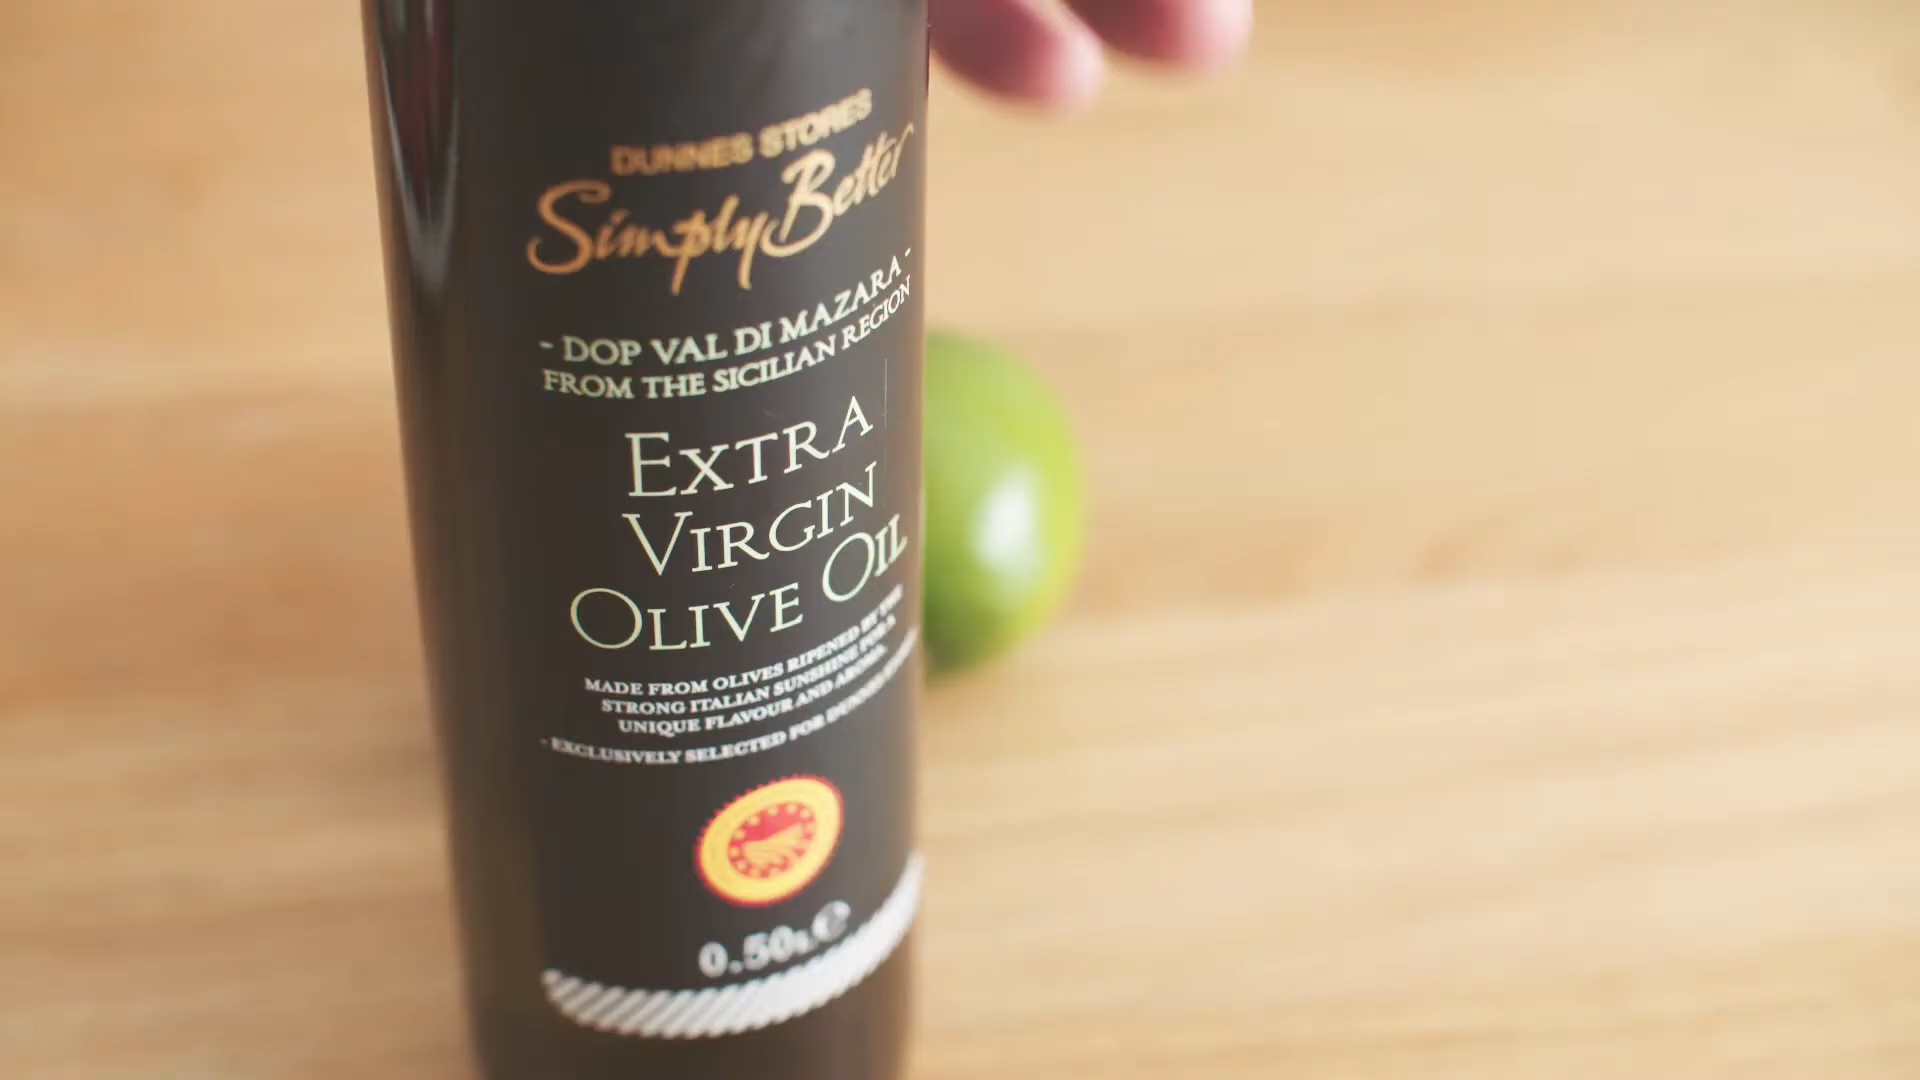 DUNNES STORES
Simply Better
- DOP VAL DI MAZARA -
FROM THE SICILIAN REGION
EXTRA
VIRGIN
OLIVE OIL
MADE FROM OLIVES RIPENED BY THE
STRONG ITALIAN SUNSHINE FOR A
UNIQUE FLAVOUR AND AROMA.
- EXCLUSIVELY SELECTED FOR DUNNES
0.50L e